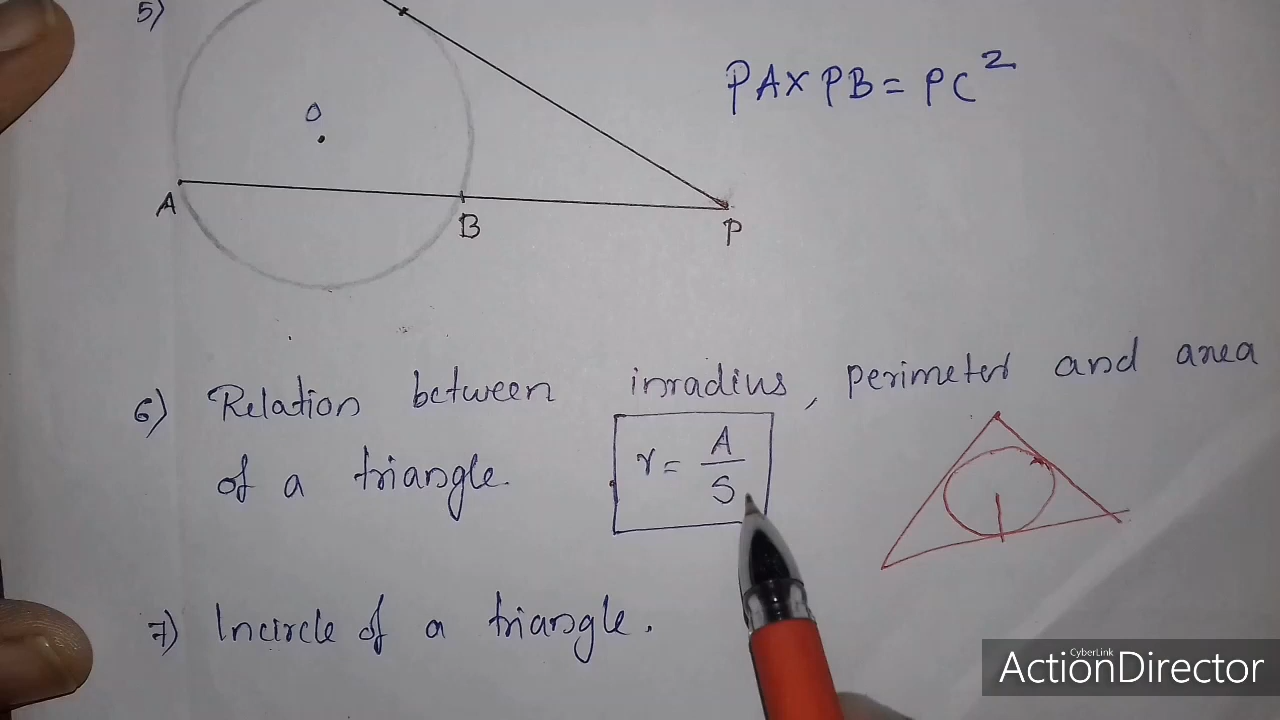 5)
PA × PB = PC²
O
A
B
P
6) Relation between inradius, perimeter and area
of a triangle.
r = A/S
7) Incircle of a triangle.
CyberLink
ActionDirector